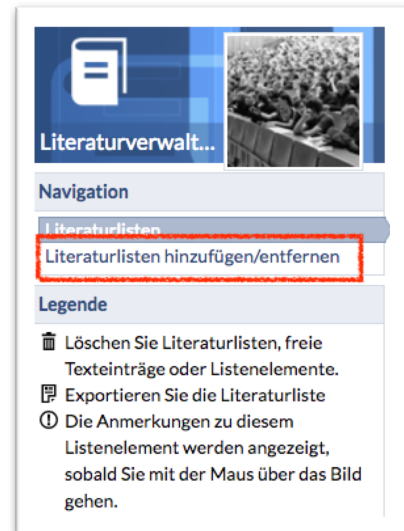 Literaturverwalt...
Navigation
Literaturlisten
Literaturlisten hinzufügen/entfernen
Legende
Löschen Sie Literaturlisten, freie
Texteinträge oder Listenelemente.
Exportieren Sie die Literaturliste
Die Anmerkungen zu diesem
Listenelement werden angezeigt,
sobald Sie mit der Maus über das Bild
gehen.